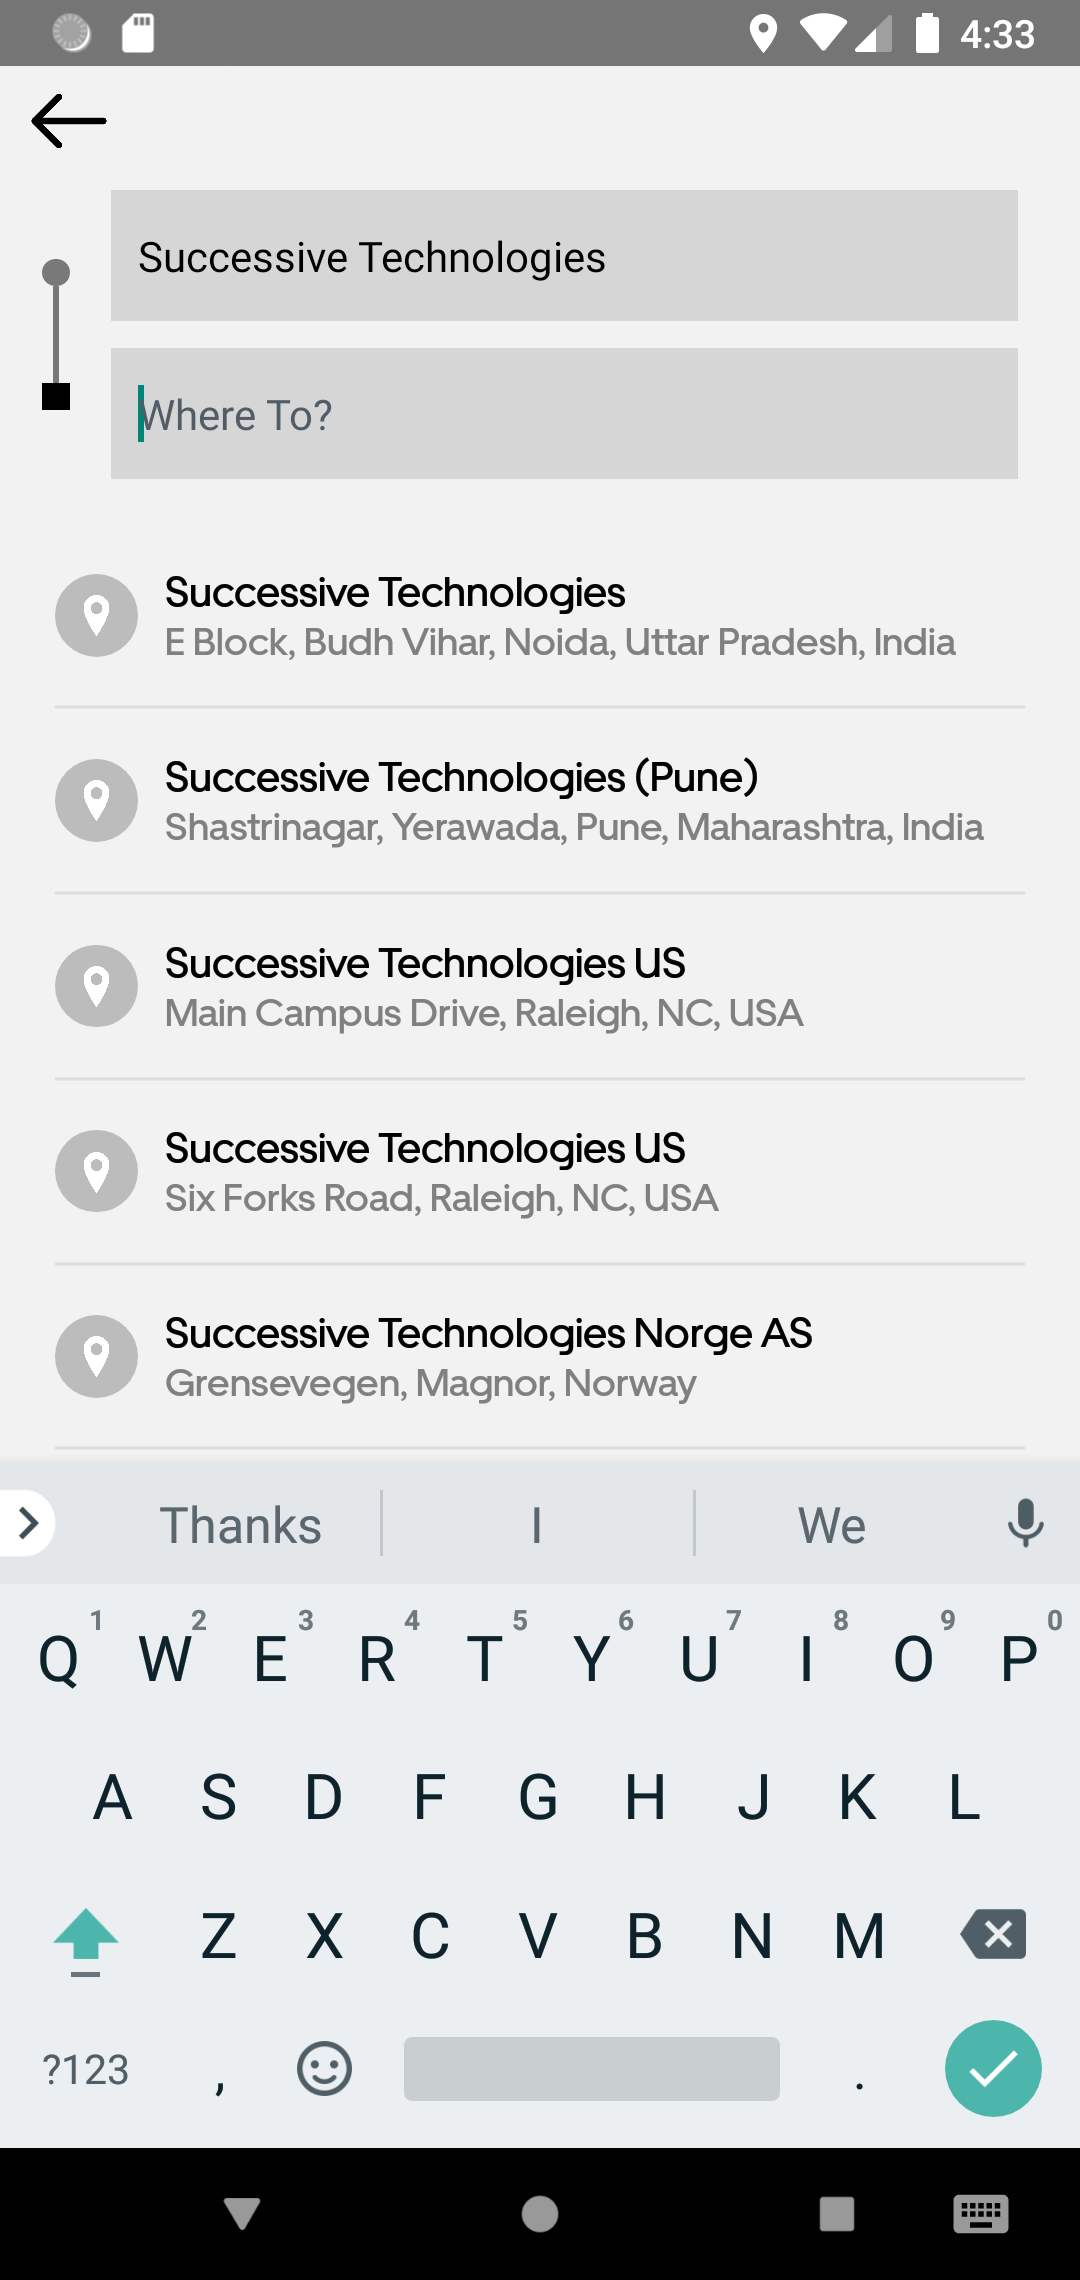 4:33
Successive Technologies
Where To?
Successive Technologies
E Block, Budh Vihar, Noida, Uttar Pradesh, India
Successive Technologies (Pune)
Shastrinagar, Yerawada, Pune, Maharashtra, India
Successive Technologies US
Main Campus Drive, Raleigh, NC, USA
Successive Technologies US
Six Forks Road, Raleigh, NC, USA
Successive Technologies Norge AS
Grensevegen, Magnor, Norway
Thanks I We
1 2 3 4 5 6 7 8 9 0
Q W E R T Y U I O P
A S D F G H J K L
Z X C V B N M
?123 , .